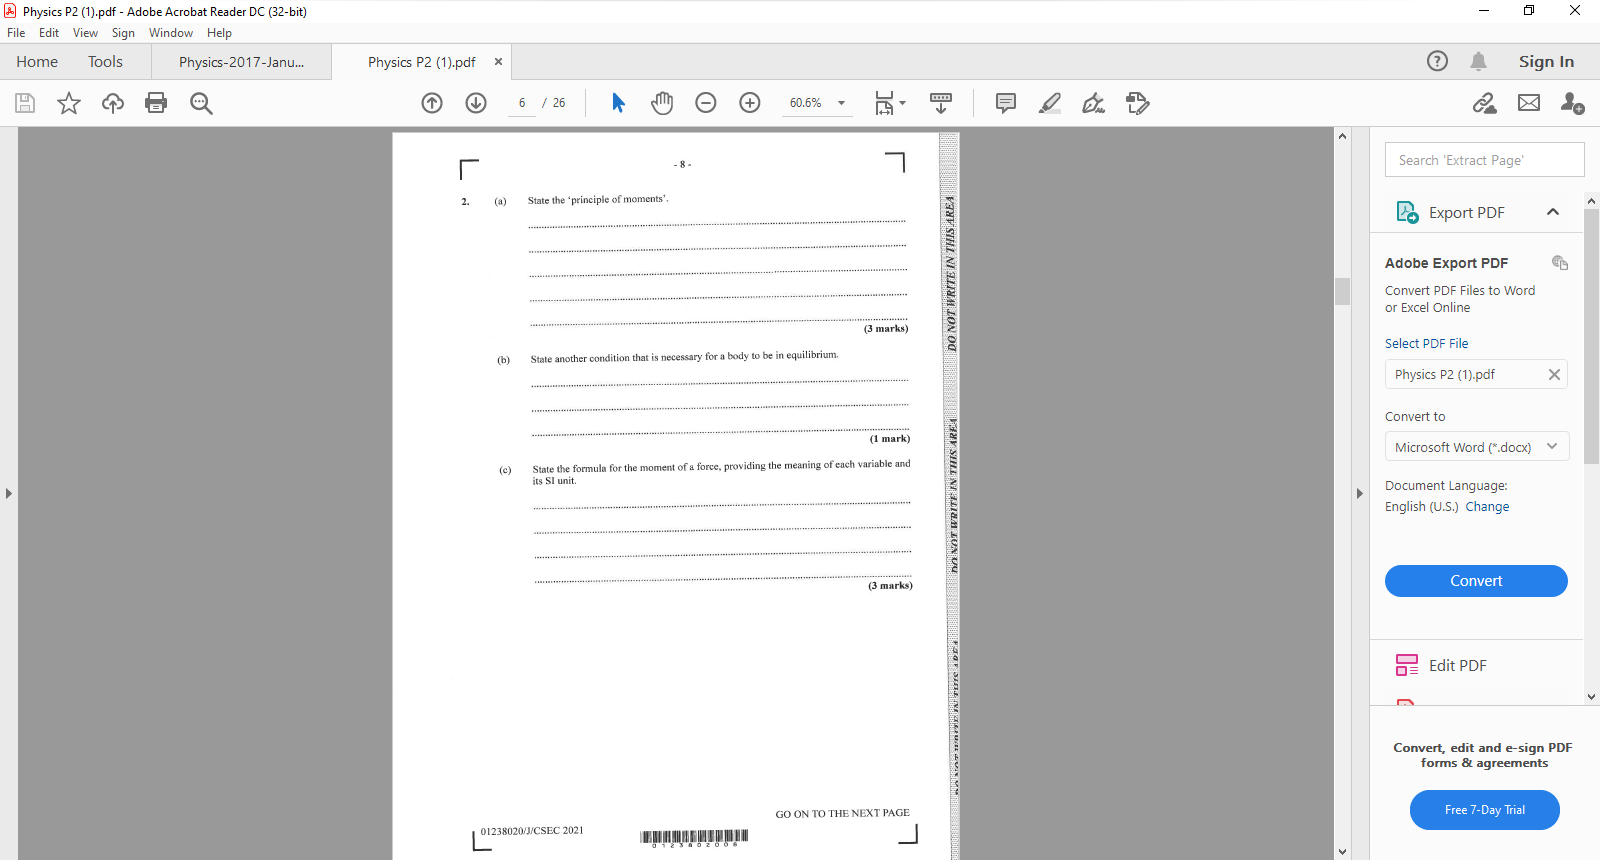 Physics P2 (1).pdf - Adobe Acrobat Reader DC (32-bit)
File Edit View Sign Window Help
Home Tools Physics-2017-Janu... Physics P2 (1).pdf × Sign In
6 / 26 60.6%
- 8 -
2. (a) State the ‘principle of moments’.
(3 marks)
(b) State another condition that is necessary for a body to be in equilibrium.
(1 mark)
(c) State the formula for the moment of a force, providing the meaning of each variable and
its SI unit.
(3 marks)
GO ON TO THE NEXT PAGE
01238020/J/CSEC 2021
0123802006
DO NOT WRITE IN THIS AREA
DO NOT WRITE IN THIS AREA
DO NOT WRITE IN THIS AREA
Search 'Extract Page'
Export PDF
Adobe Export PDF
Convert PDF Files to Word
or Excel Online
Select PDF File
Physics P2 (1).pdf
Convert to
Microsoft Word (*.docx)
Document Language:
English (U.S.) Change
Convert
Edit PDF
Convert, edit and e-sign PDF
forms & agreements
Free 7-Day Trial